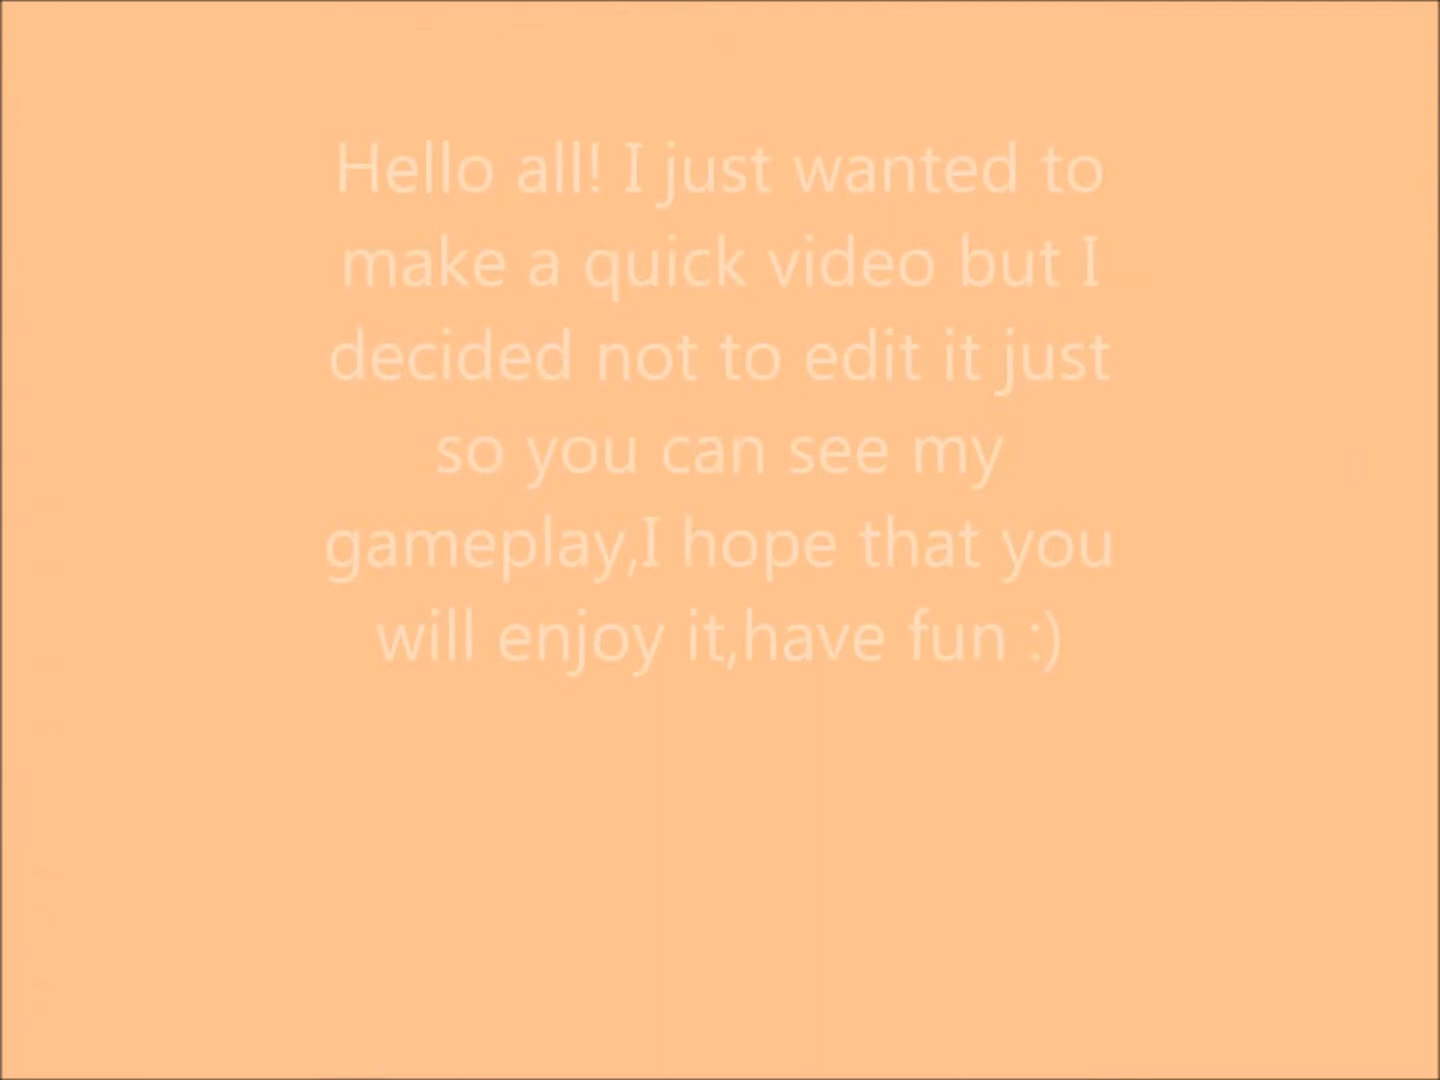 Hello all! I just wanted to
make a quick video but I
decided not to edit it just
so you can see my
gameplay,I hope that you
will enjoy it,have fun :)